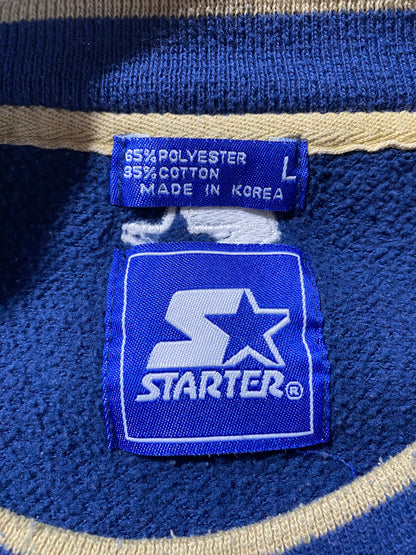 65% POLYESTER
35% COTTON
MADE IN KOREA
L
STARTER®